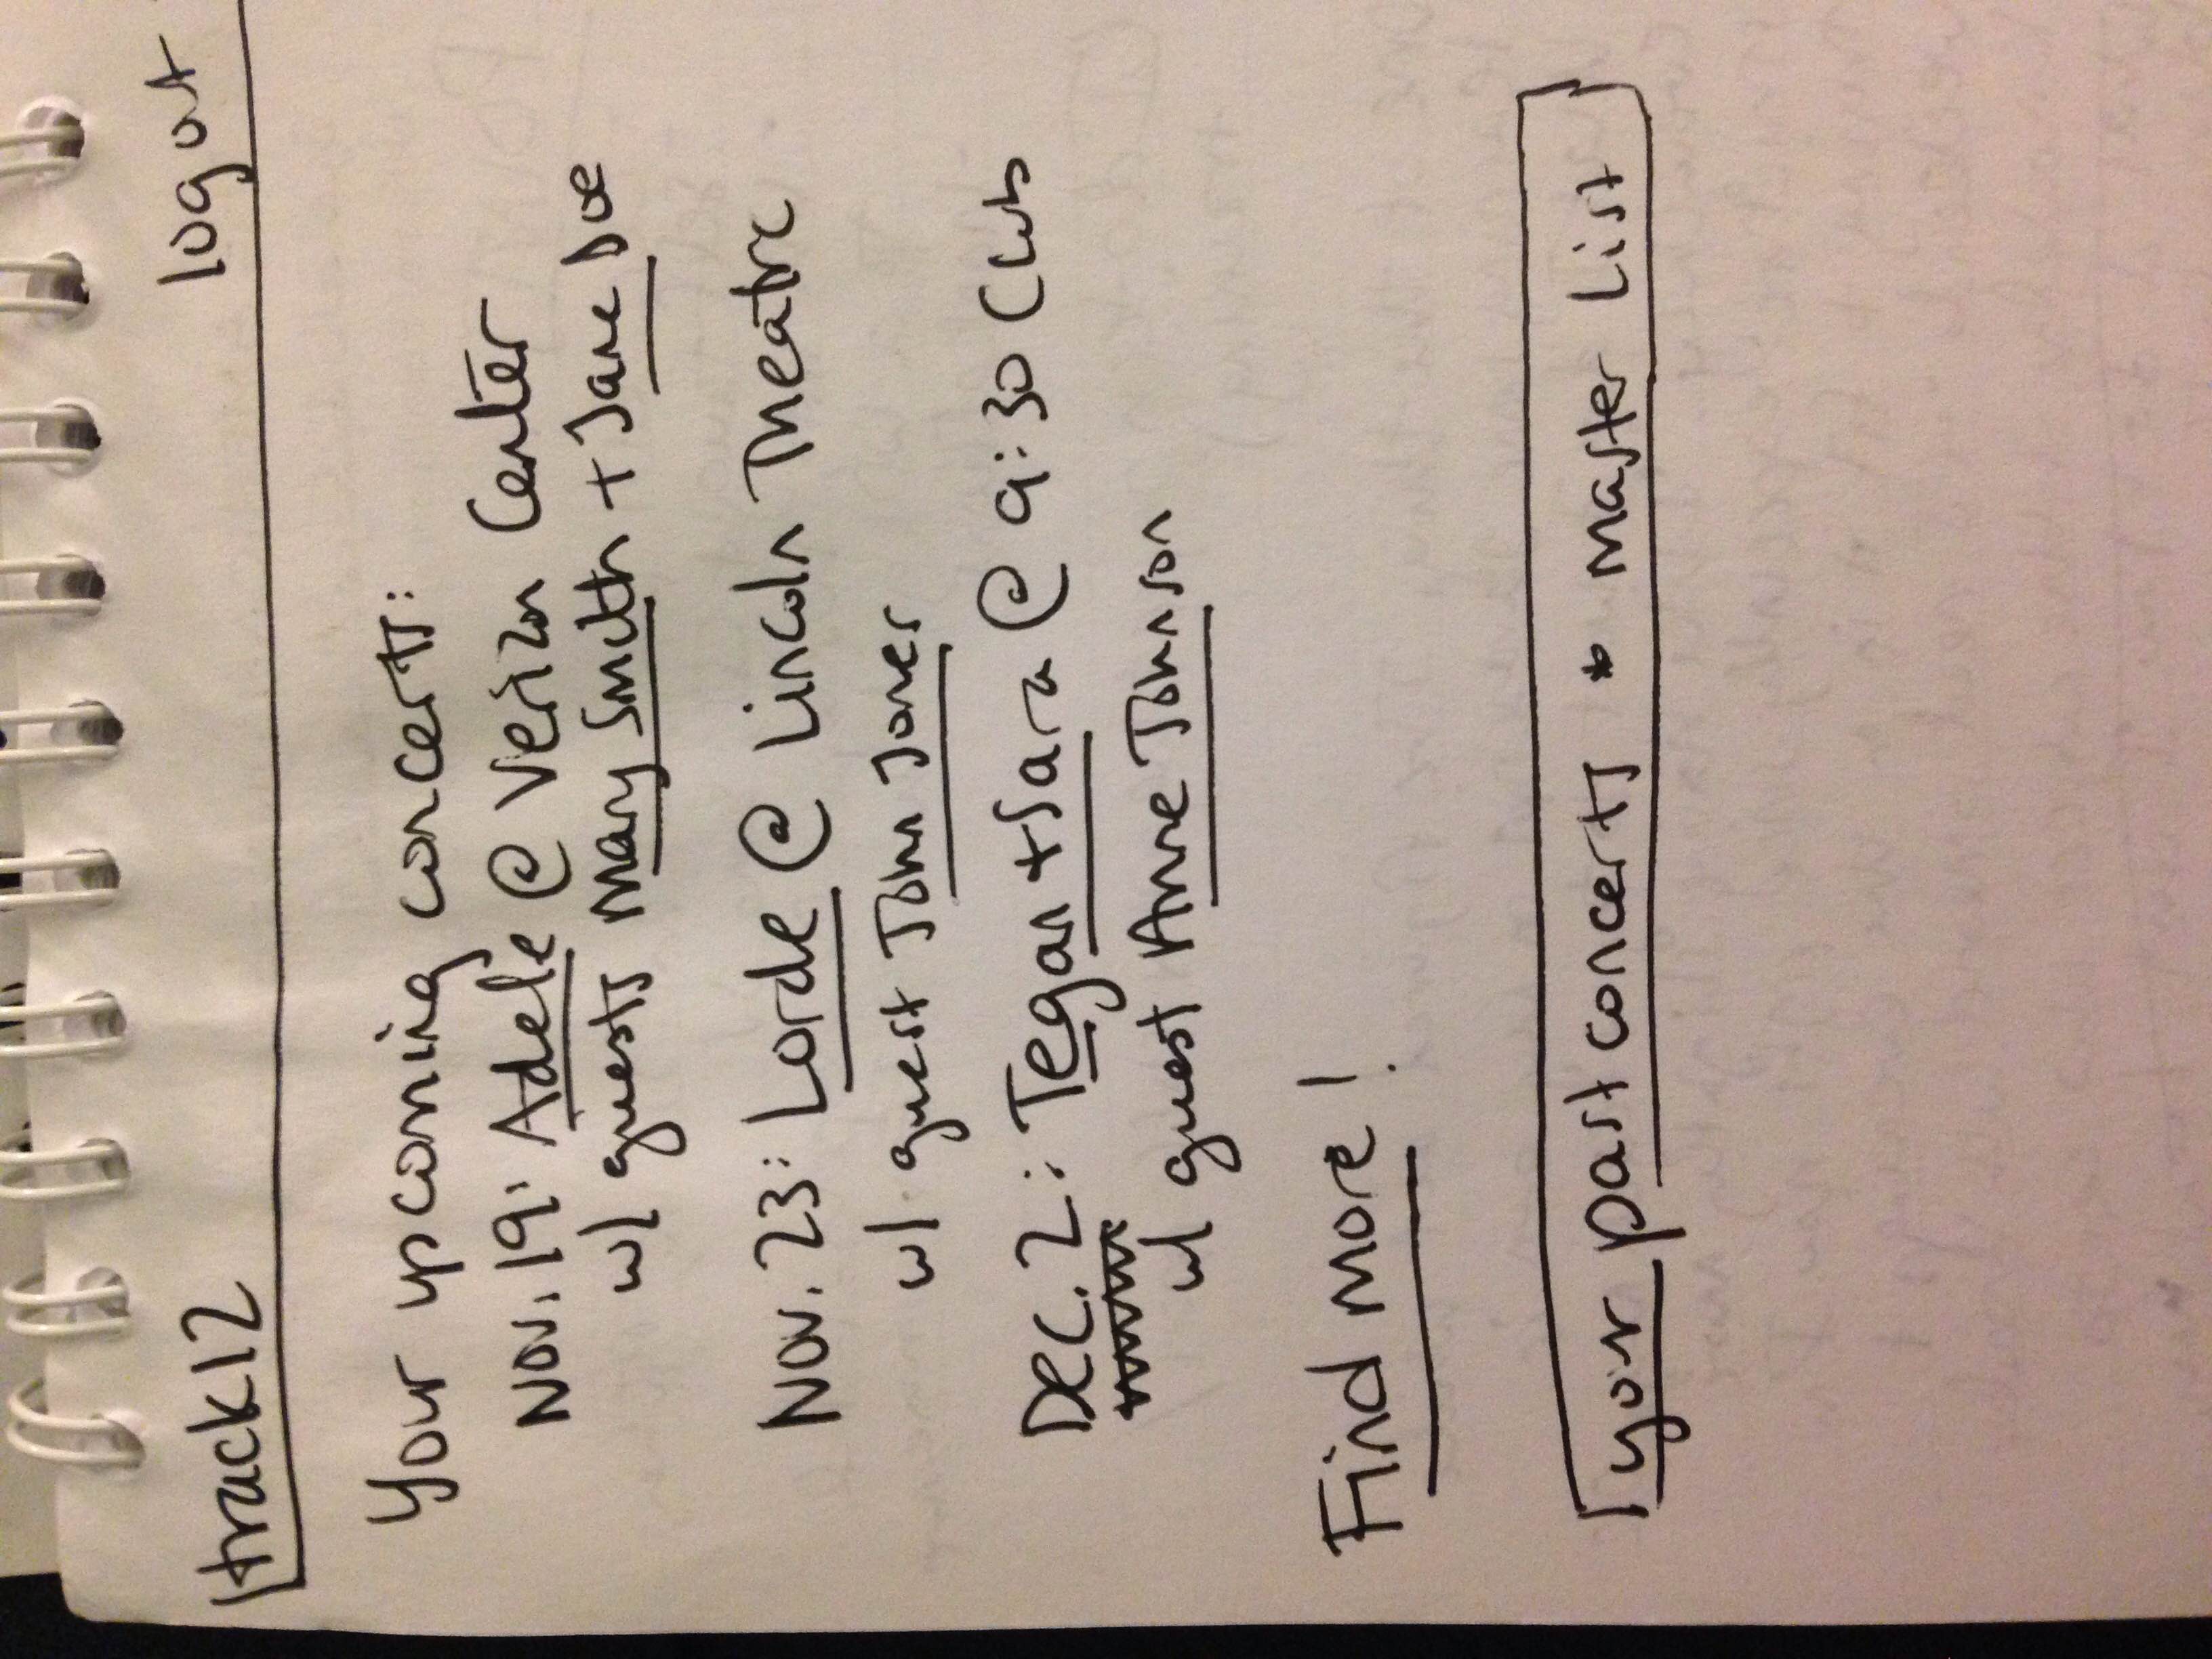 track12
log out
Your upcoming concerts:
Nov. 19: Adele @ Verizon Center
w/ guests Mary Smith + Jane Doe
Nov. 23: Lorde @ Lincoln Theatre
w/ guest John Jones
Dec. 2: Tegan + Sara @ 9:30 Club
w/ guest Anne Johnson
Find more!
your past concerts * master list